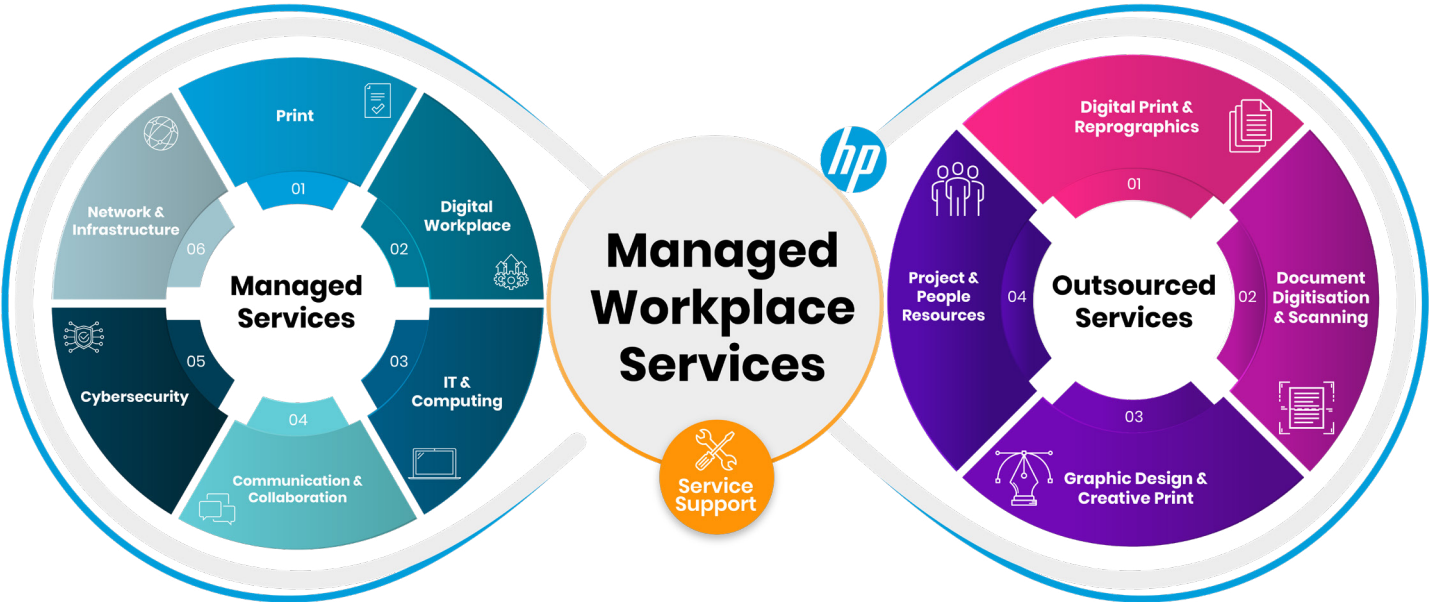 Print
01
Digital
Workplace
02
IT &
Computing
03
Communication &
Collaboration
04
Cybersecurity
05
Network &
Infrastructure
06
Managed
Services
Managed
Workplace
Services
hp
Service
Support
Digital Print &
Reprographics
01
Document
Digitisation
& Scanning
02
Graphic Design &
Creative Print
03
Project &
People
Resources
04
Outsourced
Services